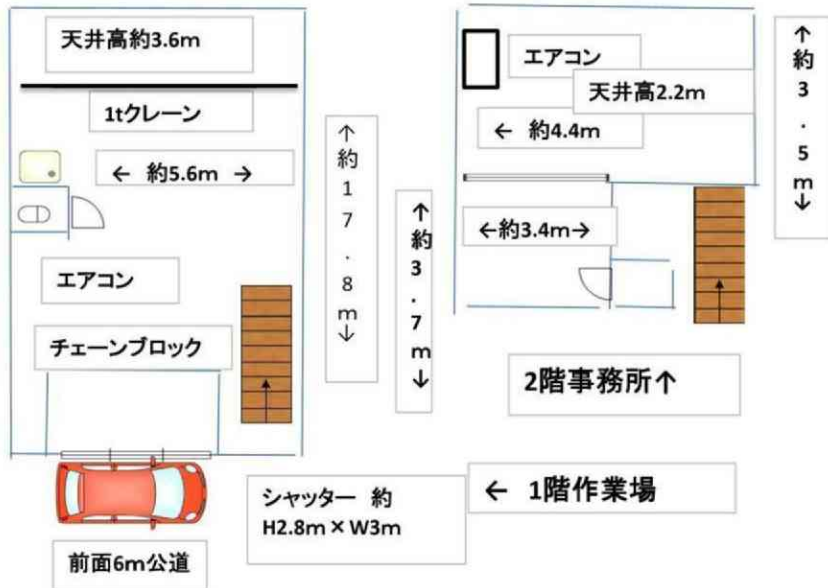 天井高約3.6m
1tクレーン
← 約5.6m →
エアコン
チェーンブロック
↑約17.8m↓
↑約3.7m↓
シャッター 約
H2.8m×W3m
前面6m公道
← 1階作業場
エアコン
天井高2.2m
← 約4.4m
←約3.4m→
↑約3.5m↓
2階事務所↑